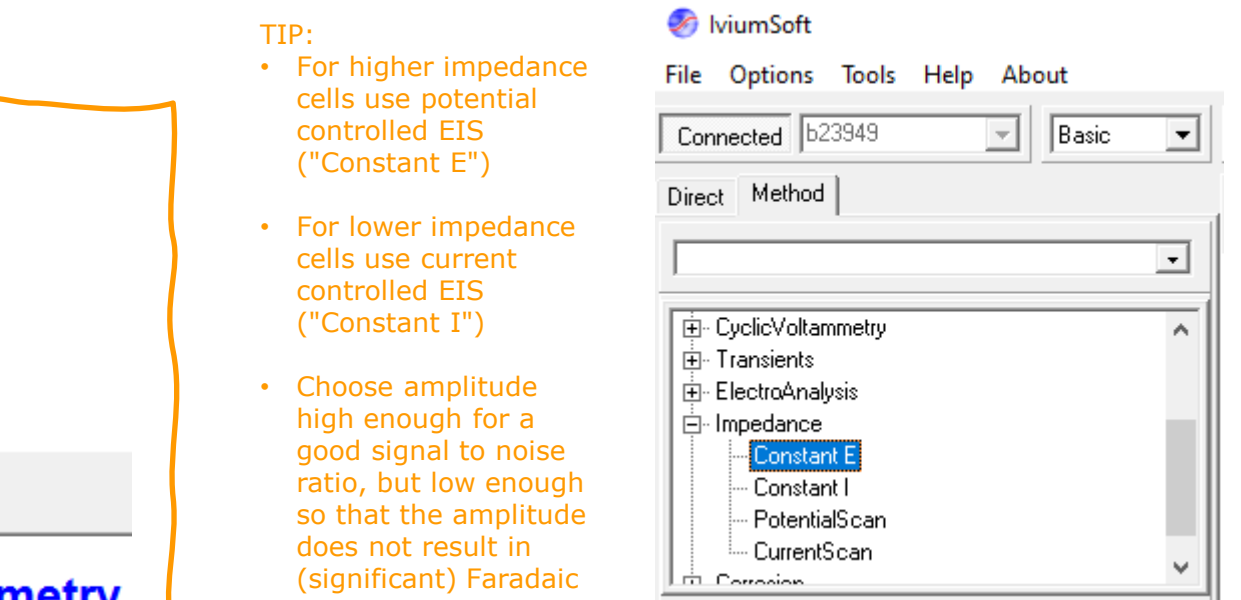 TIP:
• For higher impedance
cells use potential
controlled EIS
("Constant E")
• For lower impedance
cells use current
controlled EIS
("Constant I")
• Choose amplitude
high enough for a
good signal to noise
ratio, but low enough
so that the amplitude
does not result in
(significant) Faradaic
metry
IviumSoft
File Options Tools Help About
Connected b23949 Basic
Direct Method
CyclicVoltammetry
Transients
ElectroAnalysis
Impedance
Constant E
Constant I
PotentialScan
CurrentScan
Corrosion